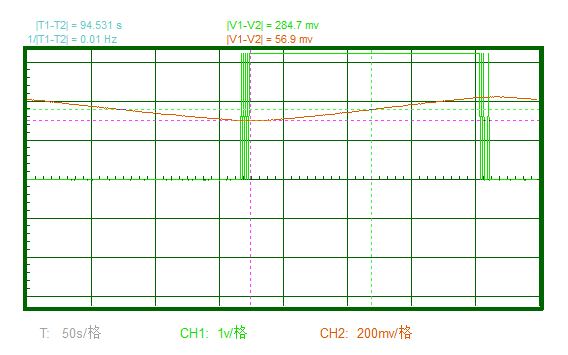 |T1-T2| = 94.531 s |V1-V2| = 284.7 mv
1/|T1-T2| = 0.01 Hz |V1-V2| = 56.9 mv
T: 50s/格 CH1: 1v/格 CH2: 200mv/格